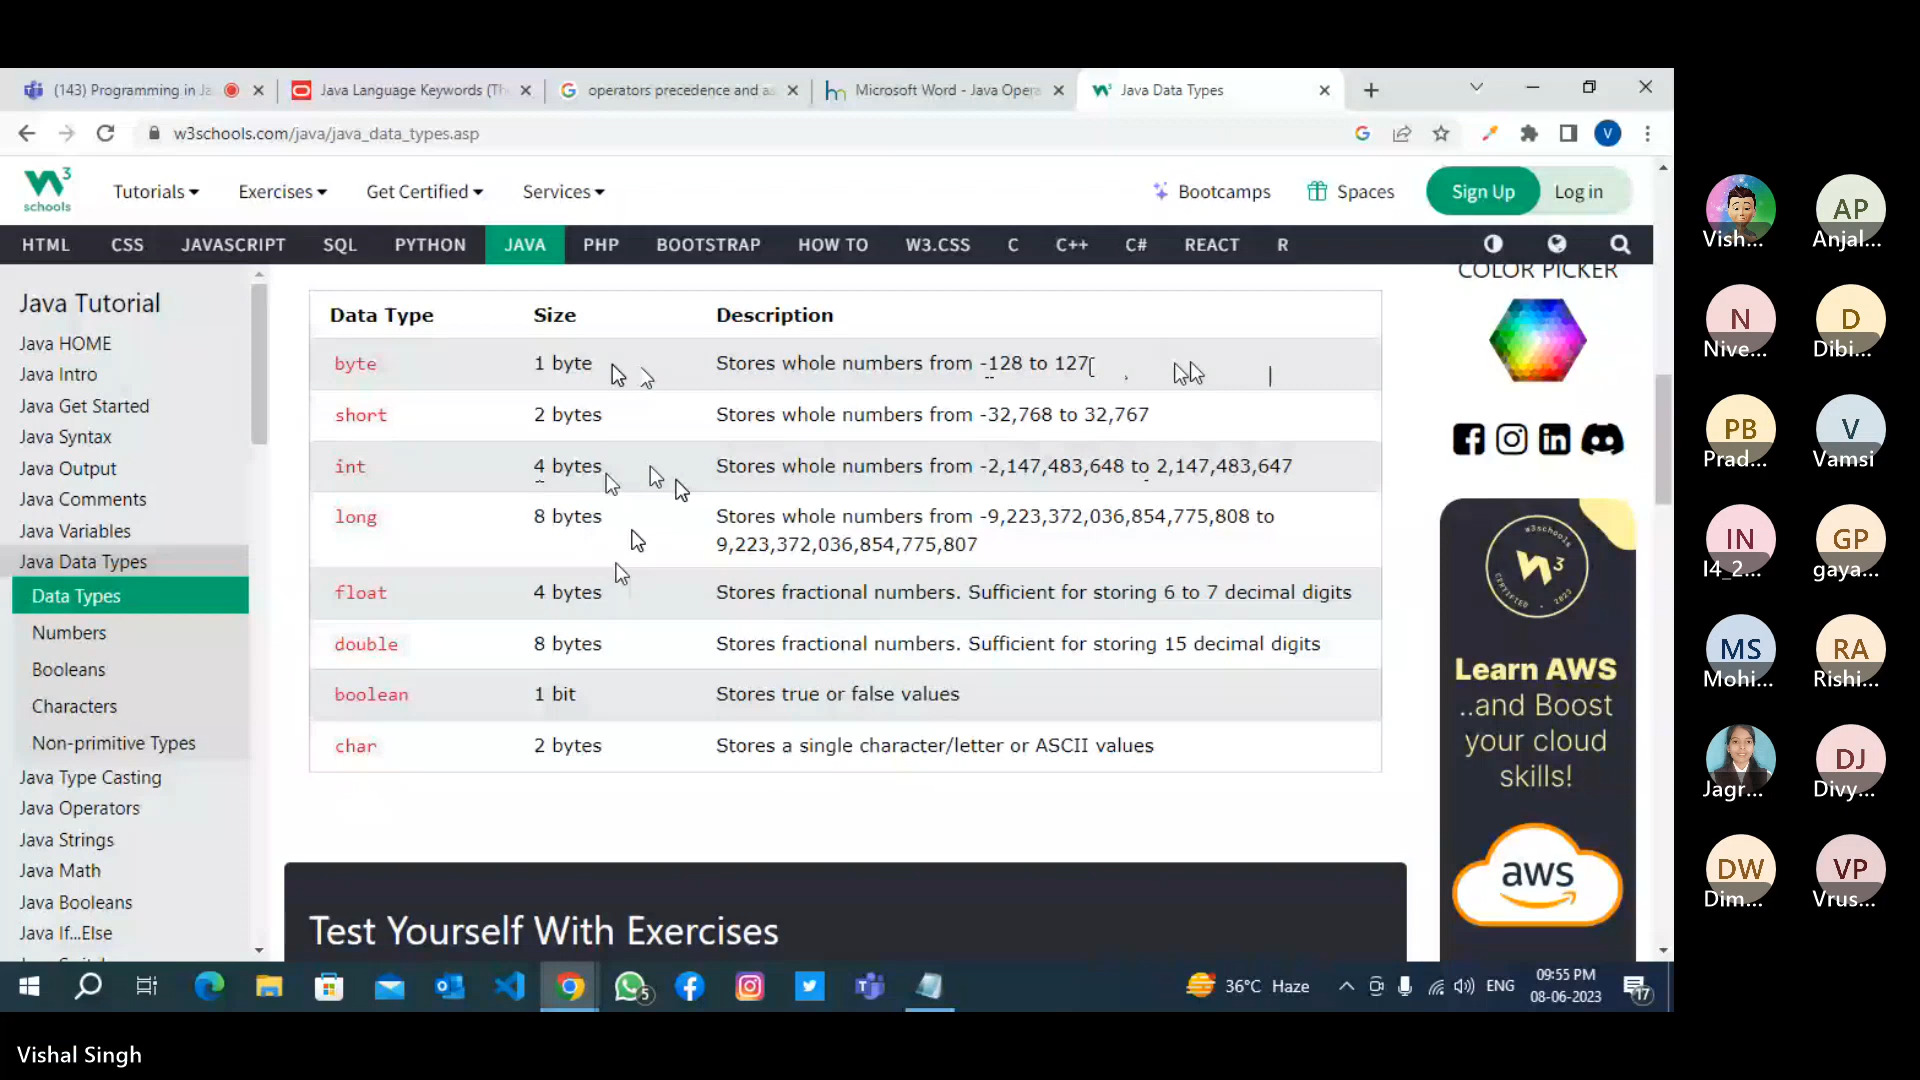 (143) Programming in Ja
Java Language Keywords (Th
operators precedence and as
Microsoft Word - Java Opera
Java Data Types
w3schools.com/java/java_data_types.asp
V
3
schools
Tutorials
Exercises
Get Certified
Services
Bootcamps
Spaces
Sign Up
Log in
HTML CSS JAVASCRIPT SQL PYTHON JAVA PHP BOOTSTRAP HOW TO W3.CSS C C++ C# REACT R
Java Tutorial
Java HOME
Java Intro
Java Get Started
Java Syntax
Java Output
Java Comments
Java Variables
Java Data Types
Data Types
Numbers
Booleans
Characters
Non-primitive Types
Java Type Casting
Java Operators
Java Strings
Java Math
Java Booleans
Java If...Else
Data Type Size Description
byte 1 byte Stores whole numbers from -128 to 127
short 2 bytes Stores whole numbers from -32,768 to 32,767
int 4 bytes Stores whole numbers from -2,147,483,648 to 2,147,483,647
long 8 bytes Stores whole numbers from -9,223,372,036,854,775,808 to
9,223,372,036,854,775,807
float 4 bytes Stores fractional numbers. Sufficient for storing 6 to 7 decimal digits
double 8 bytes Stores fractional numbers. Sufficient for storing 15 decimal digits
boolean 1 bit Stores true or false values
char 2 bytes Stores a single character/letter or ASCII values
Test Yourself With Exercises
COLOR PICKER
w3schools
CERTIFIED . 2023
Learn AWS
..and Boost
your cloud
skills!
aws
5
36°C Haze
ENG
09:55 PM
08-06-2023
17
Vish...
AP
Anjal...
N
Nive...
D
Dibi...
PB
Prad...
V
Vamsi
IN
I4_2...
GP
gaya...
MS
Mohi...
RA
Rishi...
Jagr...
DJ
Divy...
DW
Dim...
VP
Vrus...
Vishal Singh